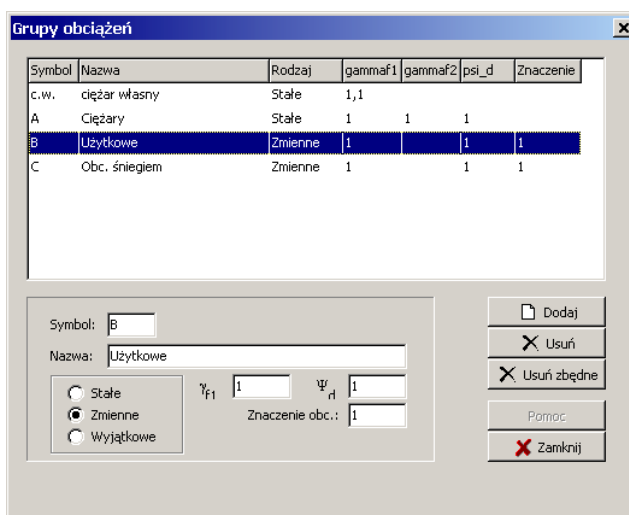 Grupy obciążeń
Symbol Nazwa Rodzaj gammaf1 gammaf2 psi_d Znaczenie
c.w. ciężar własny Stałe 1,1
A Ciężary Stałe 1 1 1
B Użytkowe Zmienne 1 1 1
C Obc. śniegiem Zmienne 1 1 1
Symbol: B
Nazwa: Użytkowe
Stałe
Zmienne
Wyjątkowe
γf1 1 Ψd 1
Znaczenie obc.: 1
Dodaj
Usuń
Usuń zbędne
Pomoc
Zamknij